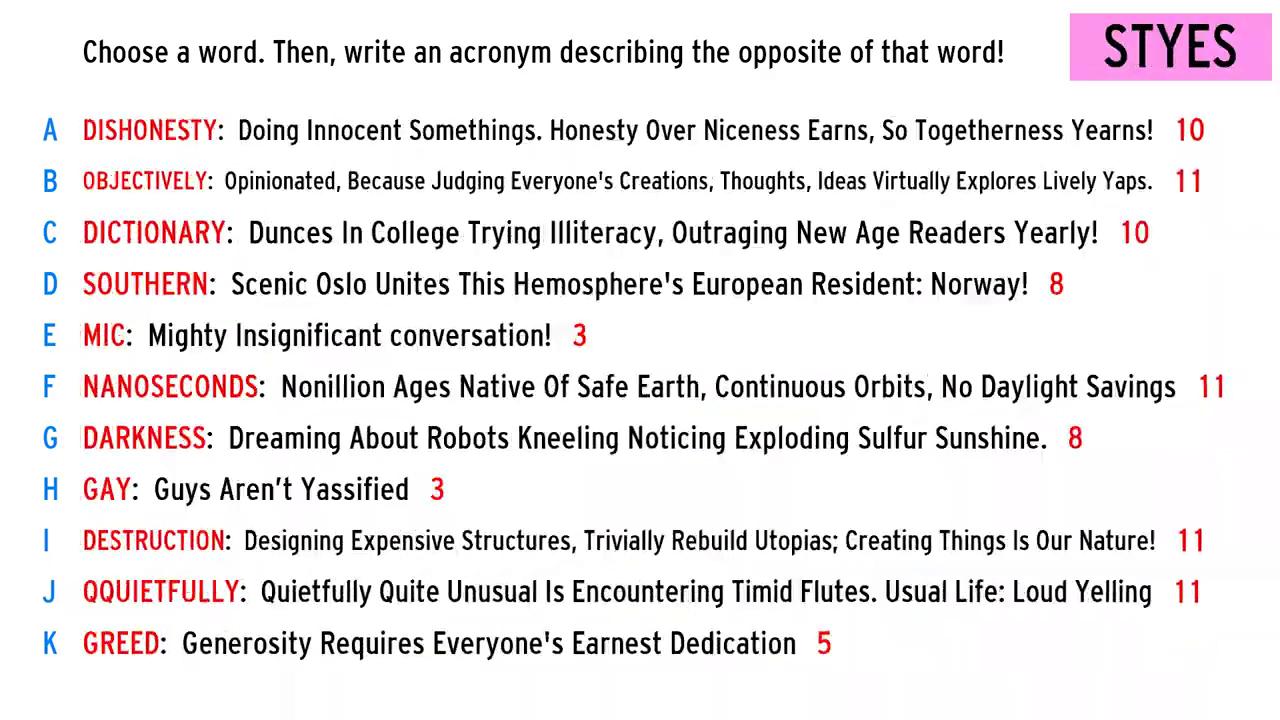 Choose a word. Then, write an acronym describing the opposite of that word!
STYES
A DISHONESTY: Doing Innocent Somethings. Honesty Over Niceness Earns, So Togetherness Yearns! 10
B OBJECTIVELY: Opinionated, Because Judging Everyone's Creations, Thoughts, Ideas Virtually Explores Lively Yaps. 11
C DICTIONARY: Dunces In College Trying Illiteracy, Outraging New Age Readers Yearly! 10
D SOUTHERN: Scenic Oslo Unites This Hemosphere's European Resident: Norway! 8
E MIC: Mighty Insignificant conversation! 3
F NANOSECONDS: Nonillion Ages Native Of Safe Earth, Continuous Orbits, No Daylight Savings 11
G DARKNESS: Dreaming About Robots Kneeling Noticing Exploding Sulfur Sunshine. 8
H GAY: Guys Aren’t Yassified 3
I DESTRUCTION: Designing Expensive Structures, Trivially Rebuild Utopias; Creating Things Is Our Nature! 11
J QQUIETFULLY: Quietfully Quite Unusual Is Encountering Timid Flutes. Usual Life: Loud Yelling 11
K GREED: Generosity Requires Everyone's Earnest Dedication 5